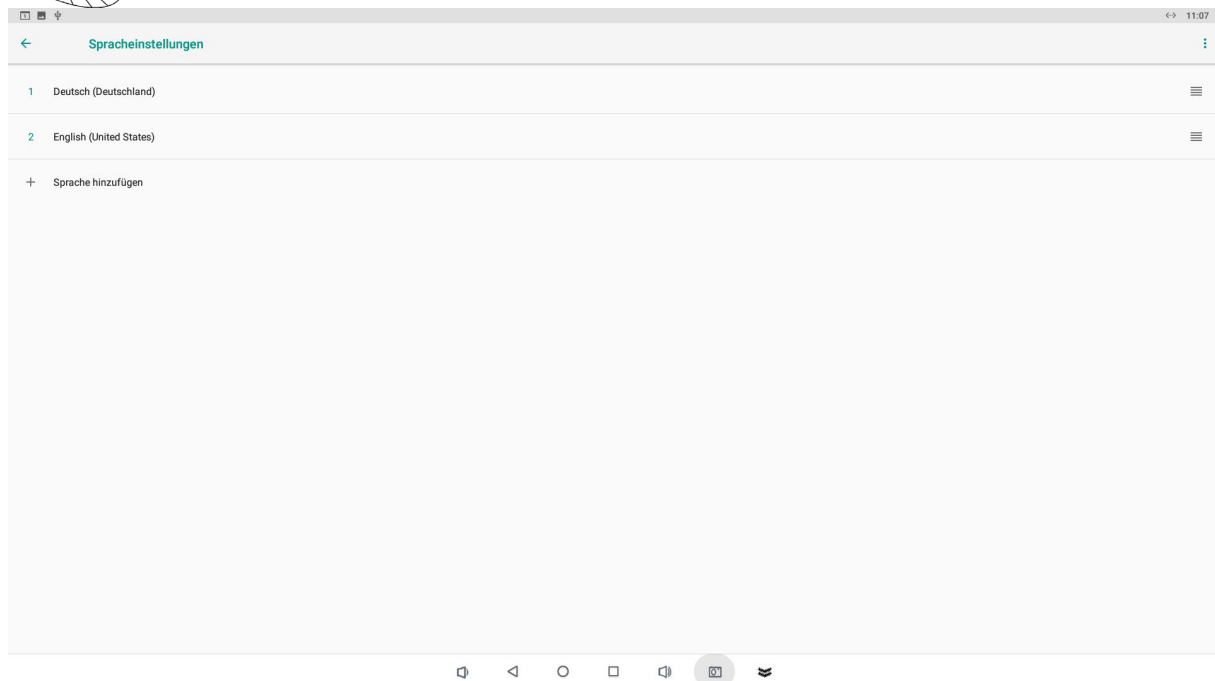 11:07
Spracheinstellungen
1 Deutsch (Deutschland)
2 English (United States)
Sprache hinzufügen